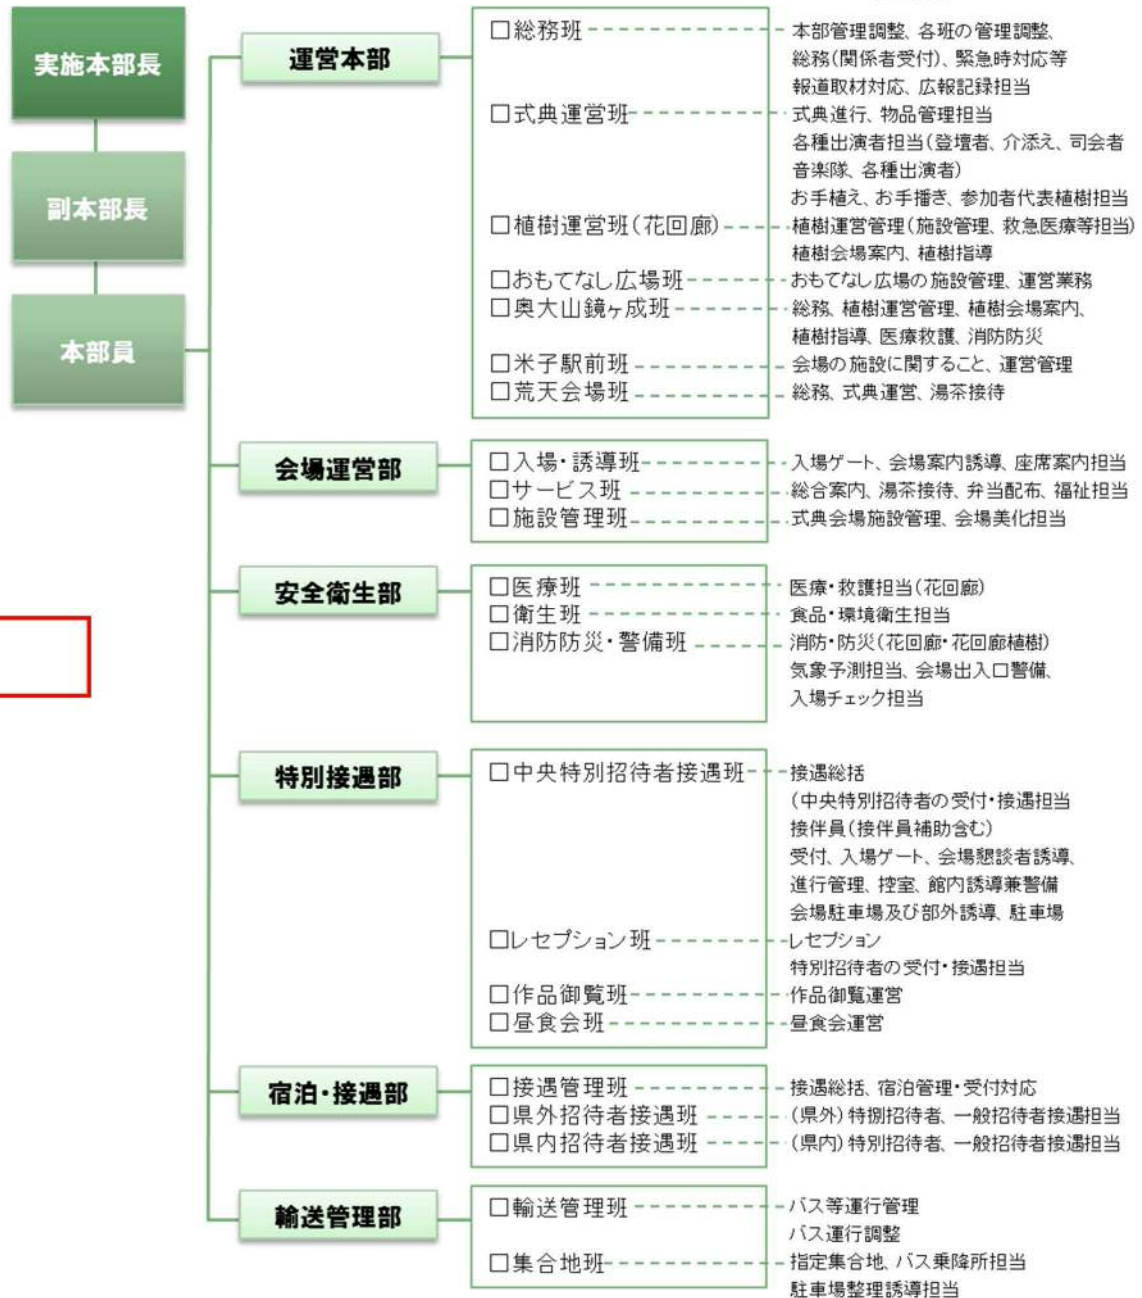 実施本部長
副本部長
本部員
運営本部
□総務班
本部管理調整、各班の管理調整、
総務(関係者受付)、緊急時対応等
報道取材対応、広報記録担当
□式典運営班
式典進行、物品管理担当
各種出演者担当(登壇者、介添え、司会者
音楽隊、各種出演者)
お手植え、お手播き、参加者代表植樹担当
□植樹運営班(花回廊)
植樹運営管理(施設管理、救急医療等担当)
植樹会場案内、植樹指導
□おもてなし広場班
おもてなし広場の施設管理、運営業務
□奥大山鏡ヶ成班
総務、植樹運営管理、植樹会場案内、
植樹指導、医療救護、消防防災
□米子駅前班
会場の施設に関すること、運営管理
□荒天会場班
総務、式典運営、湯茶接待
会場運営部
□入場・誘導班
入場ゲート、会場案内誘導、座席案内担当
□サービス班
総合案内、湯茶接待、弁当配布、福祉担当
□施設管理班
式典会場施設管理、会場美化担当
安全衛生部
□医療班
医療・救護担当(花回廊)
□衛生班
食品・環境衛生担当
□消防防災・警備班
消防・防災(花回廊・花回廊植樹)
気象予測担当、会場出入口警備、
入場チェック担当
特別接遇部
□中央特別招待者接遇班
接遇総括
(中央特別招待者の受付・接遇担当
接伴員(接伴員補助含む)
受付、入場ゲート、会場懇談者誘導、
進行管理、控室、館内誘導兼警備
会場駐車場及び部外誘導、駐車場
□レセプション班
レセプション
特別招待者の受付・接遇担当
□作品御覧班
作品御覧運営
□昼食会班
昼食会運営
宿泊・接遇部
□接遇管理班
接遇総括、宿泊管理・受付対応
□県外招待者接遇班
(県外)特捌招待者、一般招待者接遇担当
□県内招待者接遇班
(県内)特別招待者、一般招待者接遇担当
輸送管理部
□輸送管理班
バス等運行管理
バス運行調整
□集合地班
指定集合地、バス乗降所担当
駐車場整理誘導担当